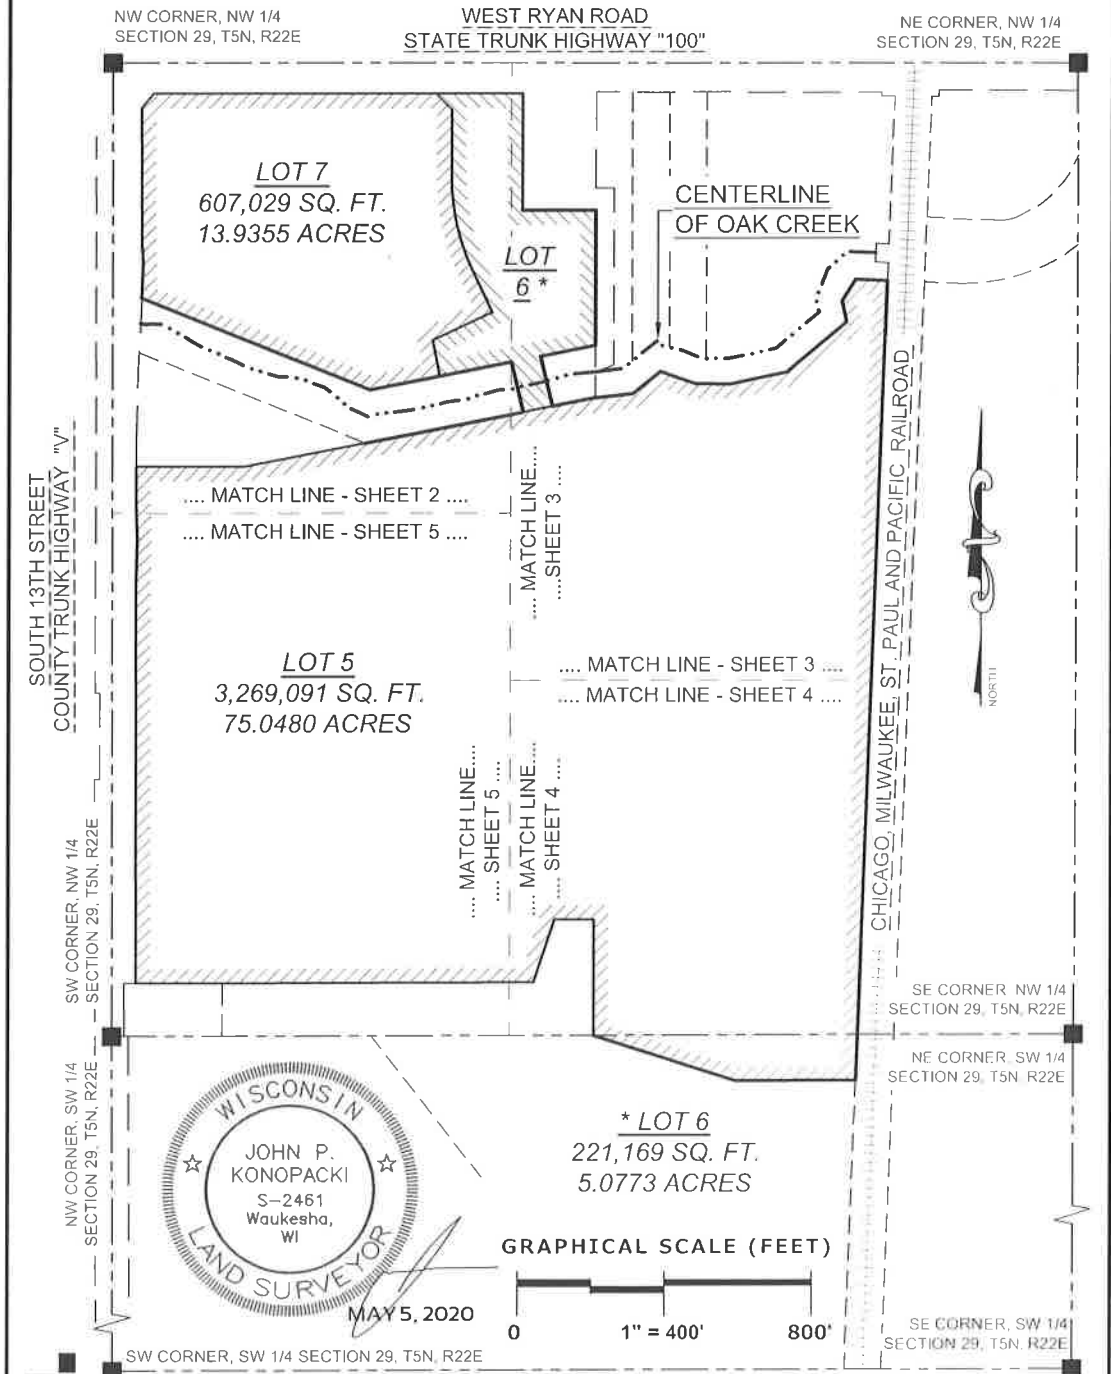 NW CORNER, NW 1/4
SECTION 29, T5N, R22E
WEST RYAN ROAD
STATE TRUNK HIGHWAY "100"
NE CORNER, NW 1/4
SECTION 29, T5N, R22E
LOT 7
607,029 SQ. FT.
13.9355 ACRES
CENTERLINE
OF OAK CREEK
LOT
6 *
SOUTH 13TH STREET
COUNTY TRUNK HIGHWAY "V"
.... MATCH LINE - SHEET 2 ....
.... MATCH LINE - SHEET 5 ....
.... MATCH LINE....
....SHEET 3 ....
CHICAGO, MILWAUKEE, ST. PAUL AND PACIFIC RAILROAD
NORTH
LOT 5
3,269,091 SQ. FT.
75.0480 ACRES
.... MATCH LINE - SHEET 3 ....
.... MATCH LINE - SHEET 4 ....
.... MATCH LINE....
.... SHEET 5 ....
.... MATCH LINE....
.... SHEET 4 ....
SW CORNER, NW 1/4
SECTION 29, T5N, R22E
SE CORNER NW 1/4
SECTION 29, T5N, R22E
NW CORNER, SW 1/4
SECTION 29, T5N, R22E
NE CORNER, SW 1/4
SECTION 29, T5N, R22E
* LOT 6
221,169 SQ. FT.
5.0773 ACRES
WISCONSIN
JOHN P.
KONOPACKI
S-2461
Waukesha,
WI
LAND SURVEYOR
MAY 5, 2020
GRAPHICAL SCALE (FEET)
0 1" = 400' 800'
SE CORNER, SW 1/4
SECTION 29, T5N, R22E
SW CORNER, SW 1/4 SECTION 29, T5N, R22E